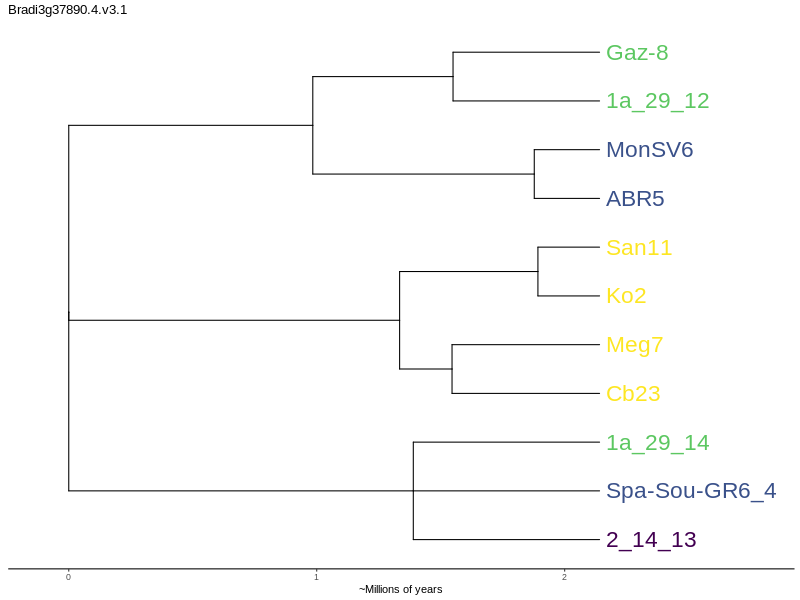 Bradi3g37890.4.v3.1
Gaz-8
1a_29_12
MonSV6
ABR5
San11
Ko2
Meg7
Cb23
1a_29_14
Spa-Sou-GR6_4
2_14_13
0 1 2
~Millions of years